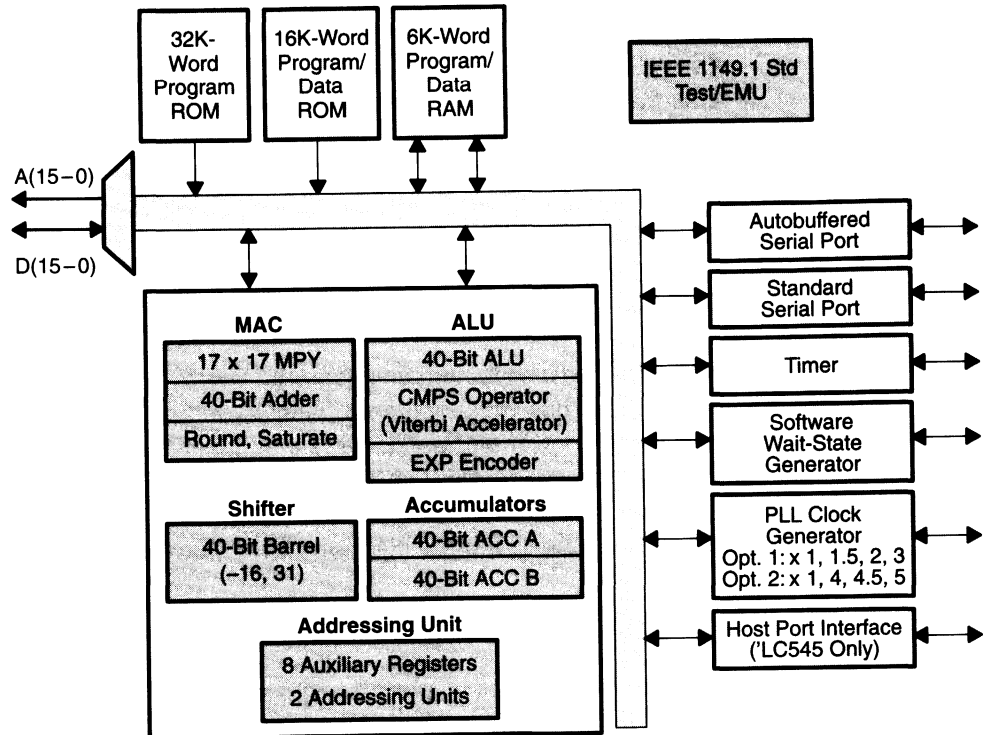 32K-
Word
Program
ROM
16K-Word
Program/
Data
ROM
6K-Word
Program/
Data
RAM
IEEE 1149.1 Std
Test/EMU
A(15–0)
D(15–0)
Autobuffered
Serial Port
Standard
Serial Port
Timer
Software
Wait-State
Generator
PLL Clock
Generator
Opt. 1: x 1, 1.5, 2, 3
Opt. 2: x 1, 4, 4.5, 5
Host Port Interface
('LC545 Only)
MAC
17 x 17 MPY
40-Bit Adder
Round, Saturate
ALU
40-Bit ALU
CMPS Operator
(Viterbi Accelerator)
EXP Encoder
Shifter
40-Bit Barrel
(–16, 31)
Accumulators
40-Bit ACC A
40-Bit ACC B
Addressing Unit
8 Auxiliary Registers
2 Addressing Units